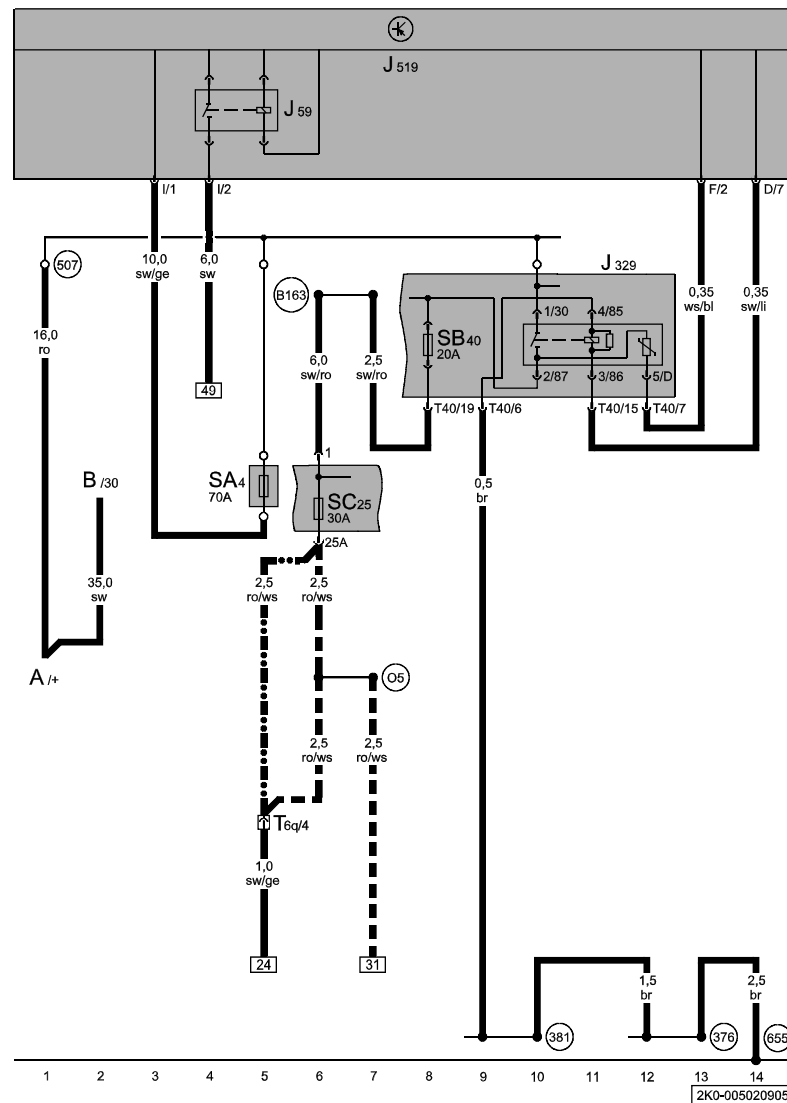 J 519
J 59
I/1
I/2
F/2
D/7
507
10,0
sw/ge
6,0
sw
J 329
B163
0,35
ws/bl
0,35
sw/li
1/30
4/85
16,0
ro
SB40
20A
6,0
sw/ro
2,5
sw/ro
2/87
3/86
5/D
49
T40/19
T40/6
T40/15
T40/7
1
B /30
SA4
70A
SC25
30A
0,5
br
25A
35,0
sw
2,5
ro/ws
2,5
ro/ws
A /+
O5
2,5
ro/ws
2,5
ro/ws
T6q/4
1,0
sw/ge
24
31
1,5
br
2,5
br
381
376
655
1 2 3 4 5 6 7 8 9 10 11 12 13 14
2K0-005020905